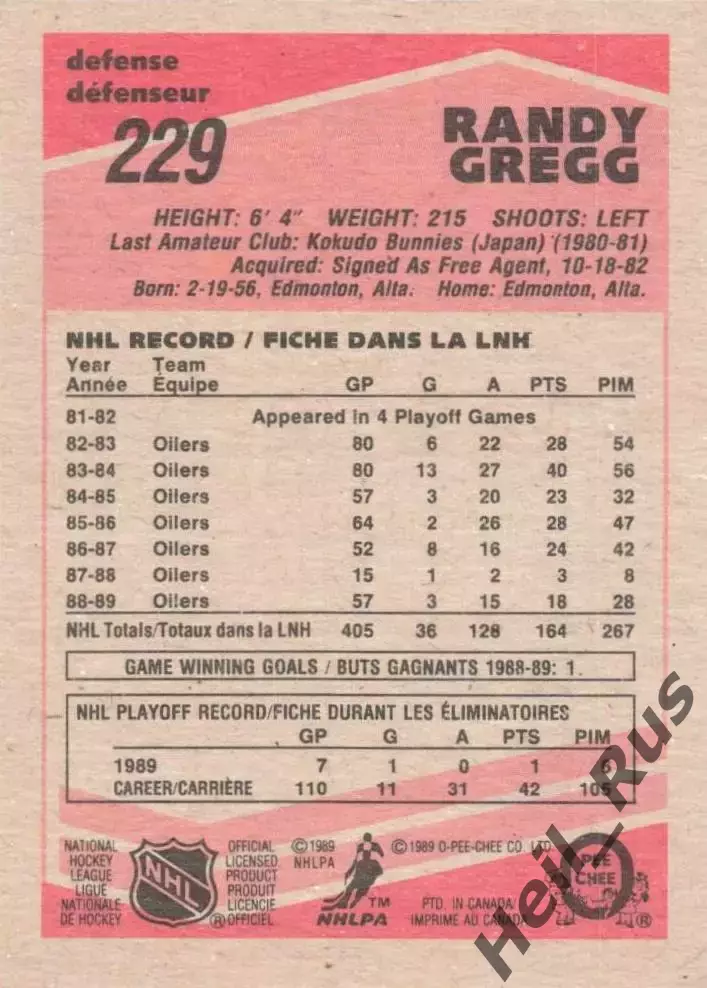 defense
défenseur
229
RANDY
GREGG
HEIGHT: 6' 4" WEIGHT: 215 SHOOTS: LEFT
Last Amateur Club: Kokudo Bunnies (Japan) (1980-81)
Acquired: Signed As Free Agent, 10-18-82
Born: 2-19-56, Edmonton, Alta. Home: Edmonton, Alta.
NHL RECORD / FICHE DANS LA LNH
Year Team
Année Équipe GP G A PTS PIM
81-82 Appeared in 4 Playoff Games
82-83 Oilers 80 6 22 28 54
83-84 Oilers 80 13 27 40 56
84-85 Oilers 57 3 20 23 32
85-86 Oilers 64 2 26 28 47
86-87 Oilers 52 8 16 24 42
87-88 Oilers 15 1 2 3 8
88-89 Oilers 57 3 15 18 28
NHL Totals/Totaux dans la LNH 405 36 128 164 267
GAME WINNING GOALS / BUTS GAGNANTS 1988-89: 1
NHL PLAYOFF RECORD/FICHE DURANT LES ÉLIMINATOIRES
GP G A PTS PIM
1989 7 1 0 1 6
CAREER/CARRIÈRE 110 11 31 42 105
NATIONAL
HOCKEY
LEAGUE
LIGUE
NATIONALE
DE HOCKEY
NHL
®
OFFICIAL
LICENSED
PRODUCT
PRODUIT
LICENCIE
OFFICIEL
©1989
NHLPA
TM
NHLPA
©1989 O-PEE-CHEE CO. LTD.
PTD. IN CANADA/
IMPRIME AU CANADA
O
PEE
CHEE
®
Heil_Rus